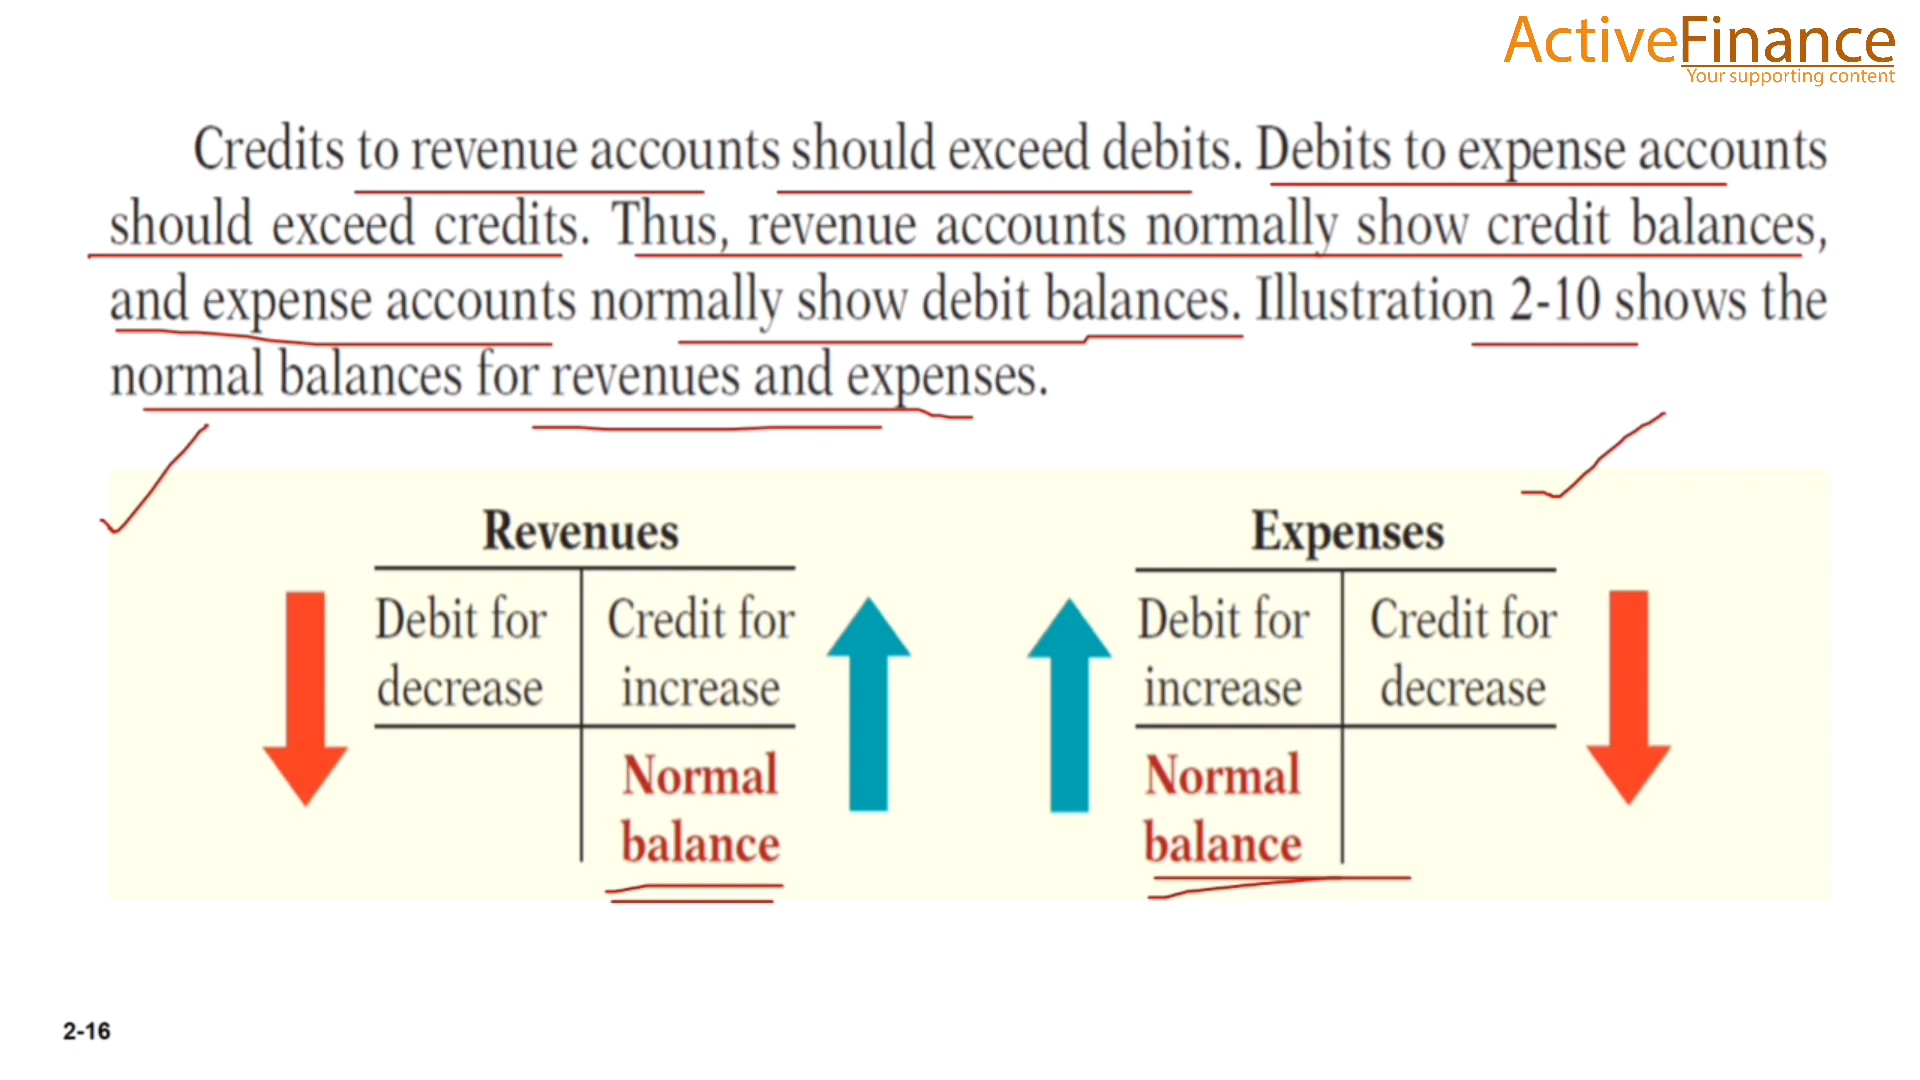 ActiveFinance
Your supporting content
Credits to revenue accounts should exceed debits. Debits to expense accounts
should exceed credits. Thus, revenue accounts normally show credit balances,
and expense accounts normally show debit balances. Illustration 2-10 shows the
normal balances for revenues and expenses.
Revenues
Debit for
decrease
Credit for
increase
Normal
balance
Expenses
Debit for
increase
Credit for
decrease
Normal
balance
2-16